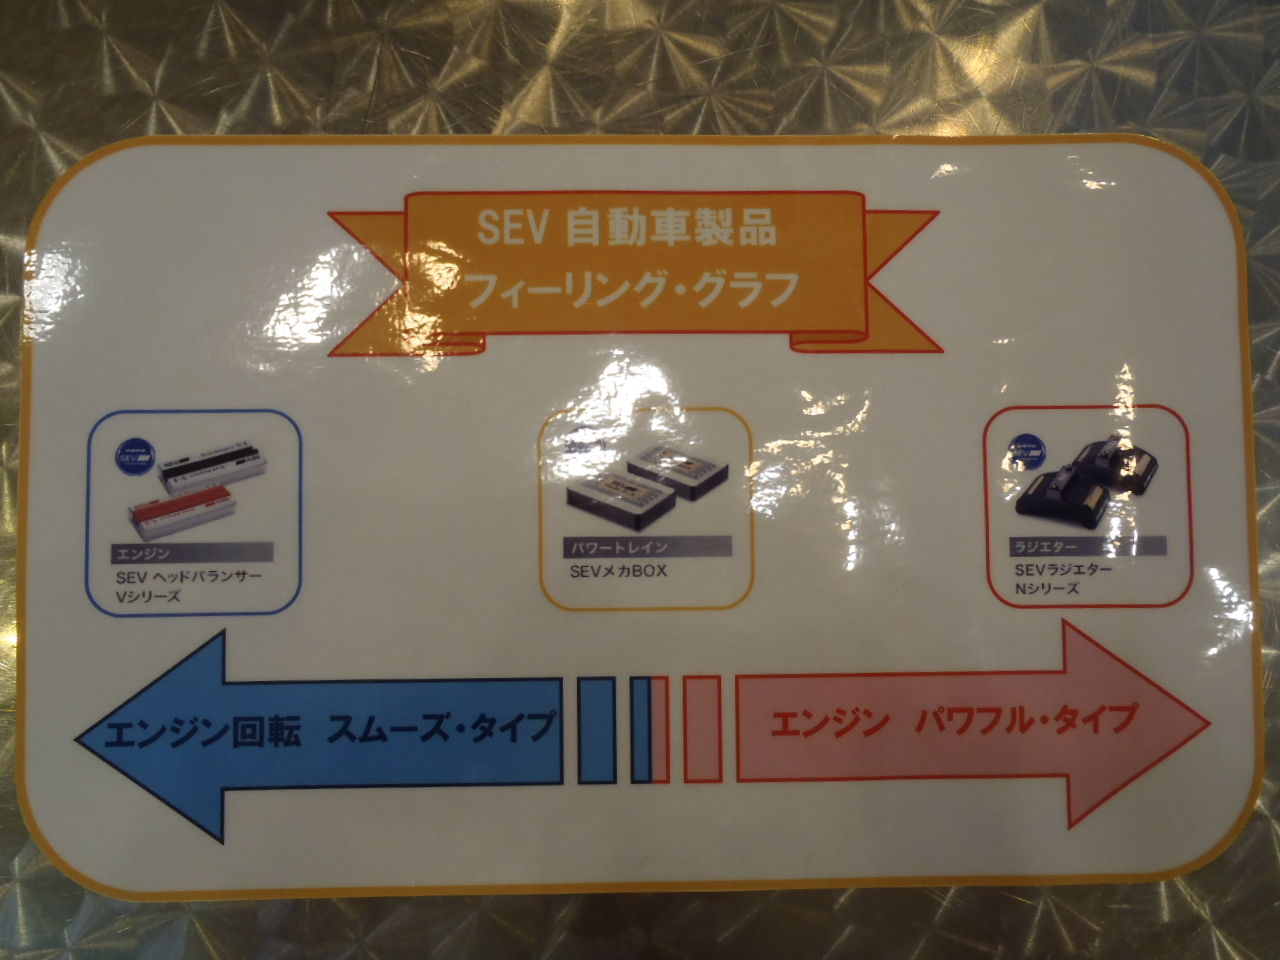 SEV 自動車製品
フィーリング・グラフ
SEV
エンジン
SEV ヘッドバランサー
Vシリーズ
SEV
パワートレイン
SEVメカBOX
SEV
ラジエター
SEVラジエター
Nシリーズ
エンジン回転 スムーズ・タイプ
エンジン パワフル・タイプ